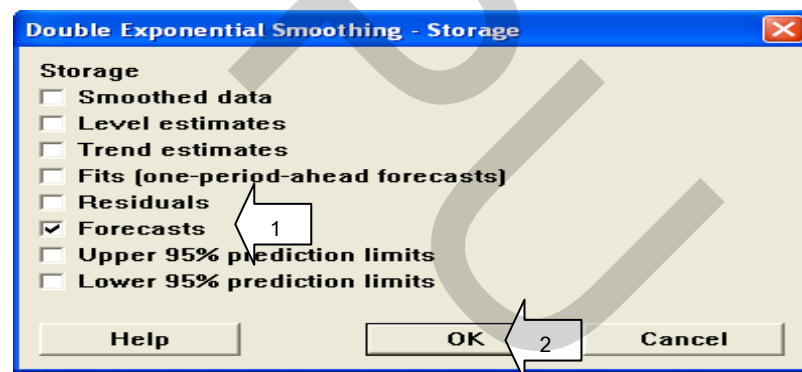 Double Exponential Smoothing - Storage
Storage
Smoothed data
Level estimates
Trend estimates
Fits (one-period-ahead forecasts)
Residuals
Forecasts
1
Upper 95% prediction limits
Lower 95% prediction limits
Help OK 2 Cancel